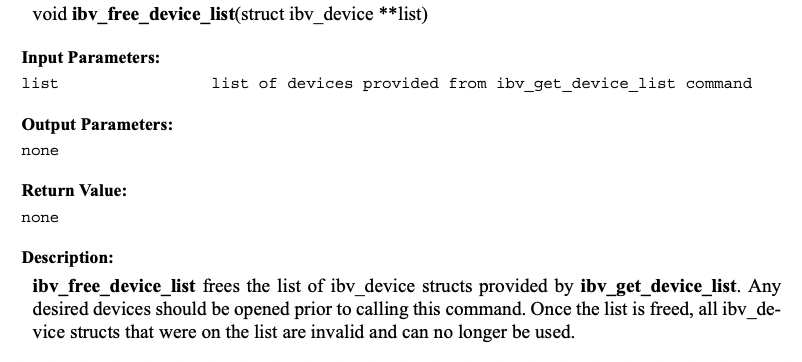 void ibv_free_device_list(struct ibv_device **list)
Input Parameters:
list list of devices provided from ibv_get_device_list command
Output Parameters:
none
Return Value:
none
Description:
ibv_free_device_list frees the list of ibv_device structs provided by ibv_get_device_list. Any
desired devices should be opened prior to calling this command. Once the list is freed, all ibv_de-
vice structs that were on the list are invalid and can no longer be used.